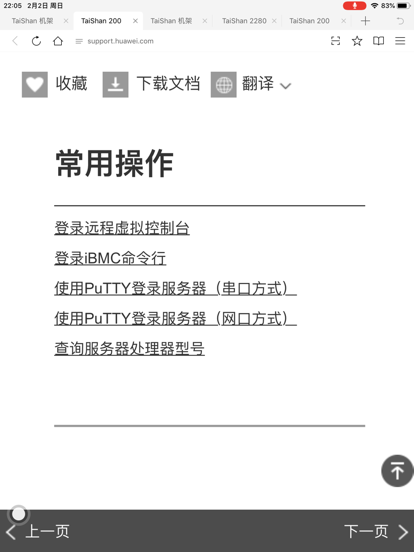 22:05 2月2日 周日
83%
TaiShan 机架
TaiShan 200
TaiShan 机架
TaiShan 2280
TaiShan 200
support.huawei.com
收藏 下载文档 翻译
常用操作
登录远程虚拟控制台
登录iBMC命令行
使用PuTTY登录服务器（串口方式）
使用PuTTY登录服务器（网口方式）
查询服务器处理器型号
上一页 下一页